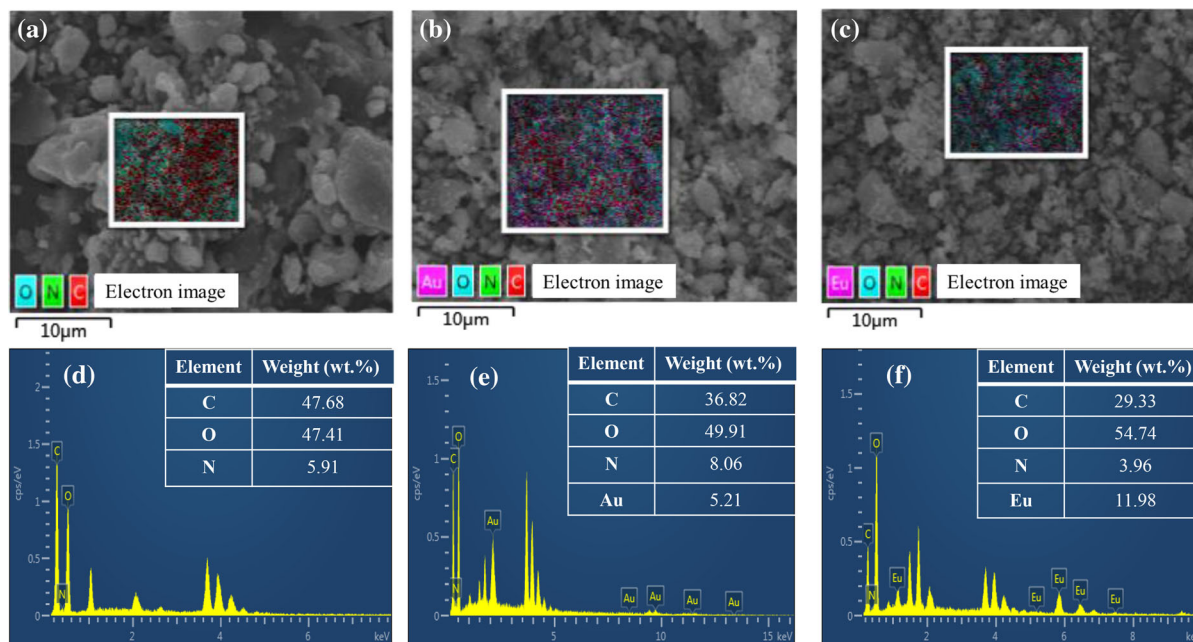 (a)
O N C Electron image
10µm
(b)
Au O N C Electron image
10µm
(c)
Eu O N C Electron image
10µm
(d)
Element Weight (wt.%)
C 47.68
O 47.41
N 5.91
2
1.5
1
0.5
0
cps/eV
C
O
N
2 4 6 keV
(e)
Element Weight (wt.%)
C 36.82
O 49.91
N 8.06
Au 5.21
1.5
1
0.5
0
cps/eV
O
C
N
Au
Au Au Au Au
5 10 15 keV
(f)
Element Weight (wt.%)
C 29.33
O 54.74
N 3.96
Eu 11.98
1.5
1
0.5
0
cps/eV
O
C
N
Eu
Eu Eu Eu Eu
2 4 6 8 keV